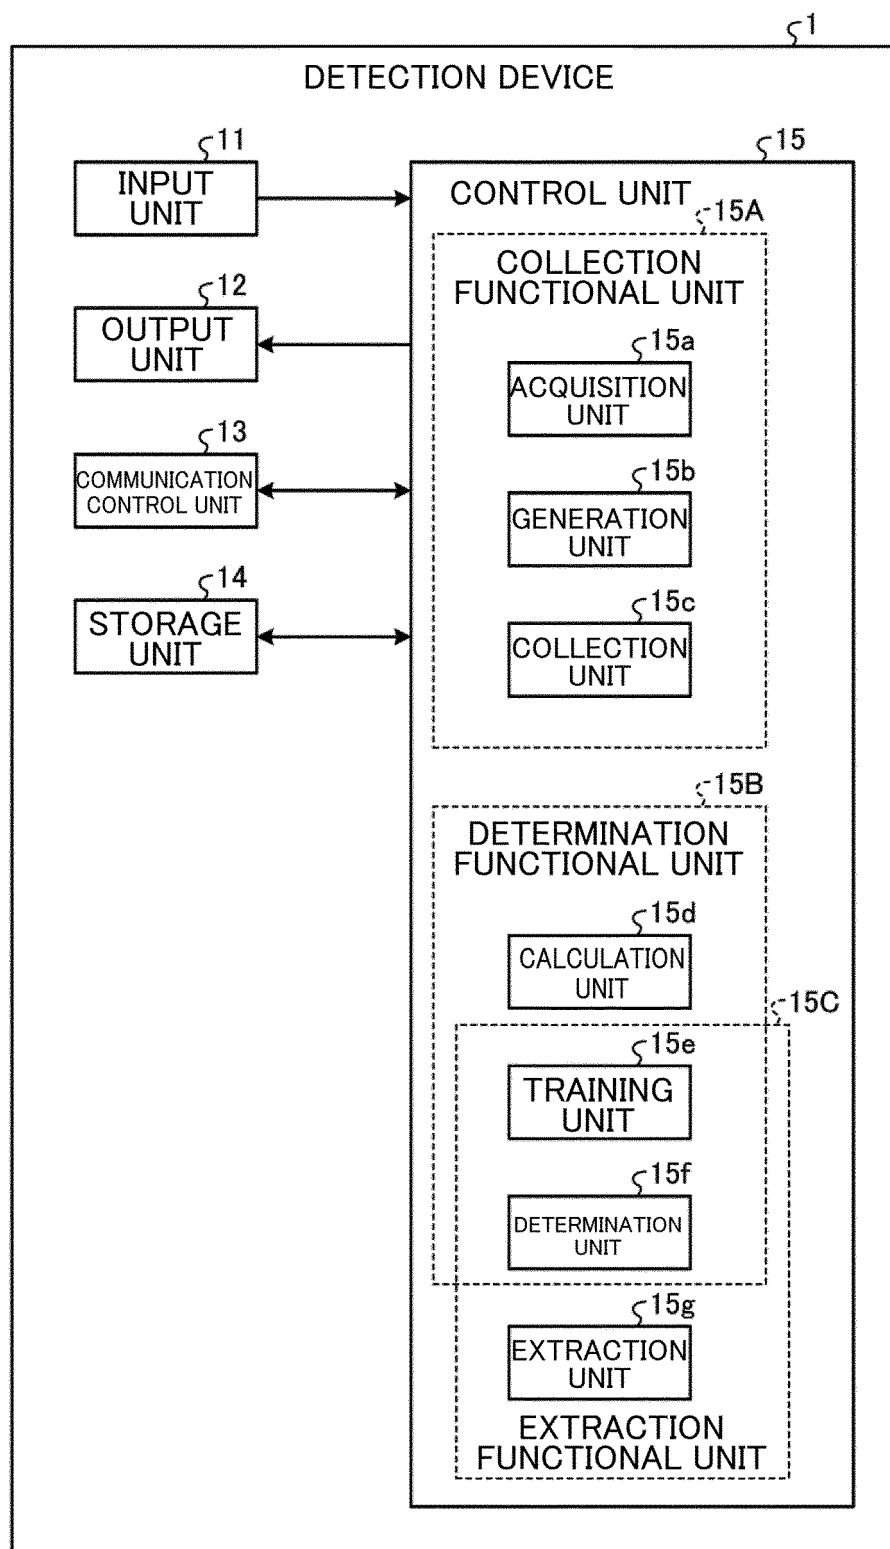 1
DETECTION DEVICE
11
INPUT
UNIT
12
OUTPUT
UNIT
13
COMMUNICATION
CONTROL UNIT
14
STORAGE
UNIT
15
CONTROL UNIT
15A
COLLECTION
FUNCTIONAL UNIT
15a
ACQUISITION
UNIT
15b
GENERATION
UNIT
15c
COLLECTION
UNIT
15B
DETERMINATION
FUNCTIONAL UNIT
15d
CALCULATION
UNIT
15C
15e
TRAINING
UNIT
15f
DETERMINATION
UNIT
15g
EXTRACTION
UNIT
EXTRACTION
FUNCTIONAL UNIT